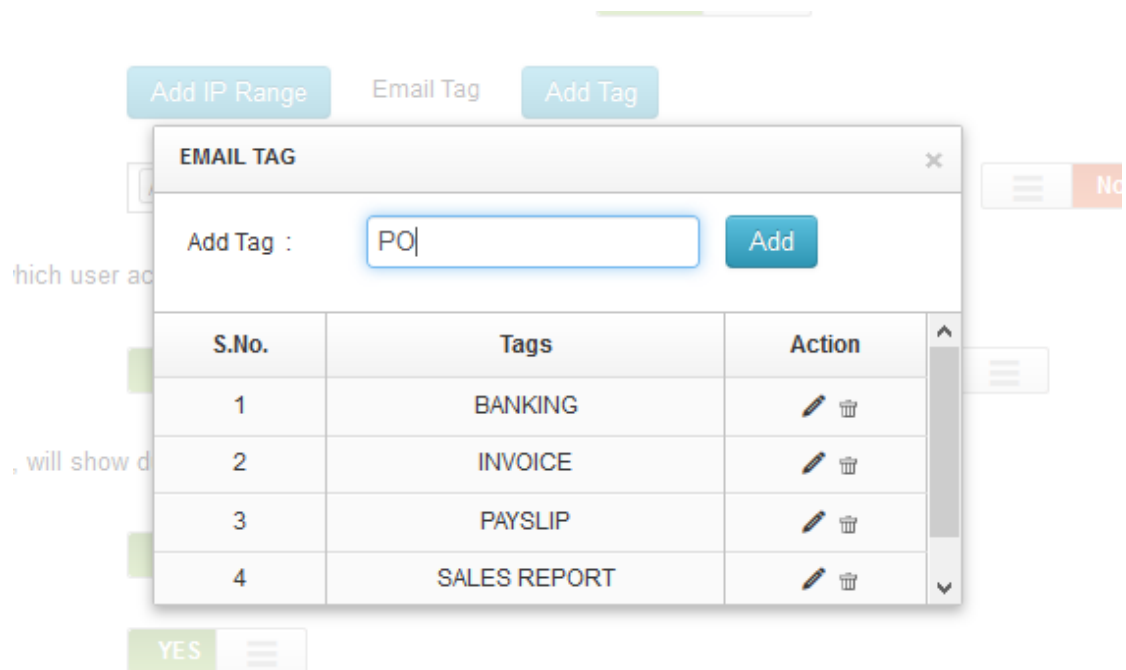 Add IP Range Email Tag Add Tag
EMAIL TAG ×
No
Add Tag : PO Add
hich user ac
S.No. Tags Action
1 BANKING
2 INVOICE
, will show d
3 PAYSLIP
4 SALES REPORT
YES